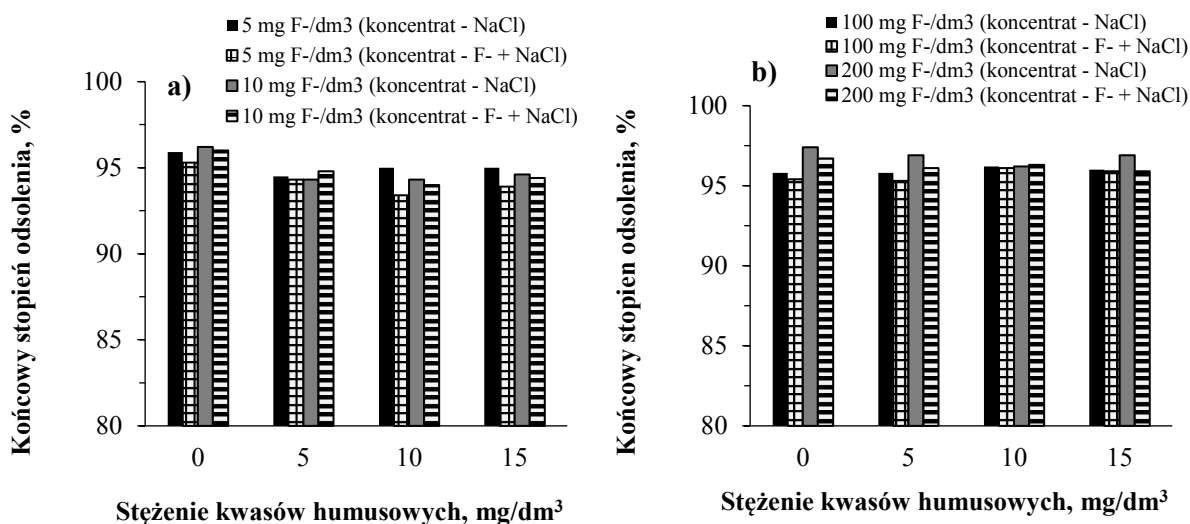 5 mg F-/dm3 (koncentrat - NaCl)
5 mg F-/dm3 (koncentrat - F- + NaCl)
10 mg F-/dm3 (koncentrat - NaCl)
10 mg F-/dm3 (koncentrat - F- + NaCl)
a)
Końcowy stopień odsolenia, %
100
95
90
85
80
0 5 10 15
Stężenie kwasów humusowych, mg/dm³
100 mg F-/dm3 (koncentrat - NaCl)
100 mg F-/dm3 (koncentrat - F- + NaCl)
200 mg F-/dm3 (koncentrat - NaCl)
200 mg F-/dm3 (koncentrat - F- + NaCl)
b)
Końcowy stopień odsolenia, %
100
95
90
85
80
0 5 10 15
Stężenie kwasów humusowych, mg/dm³